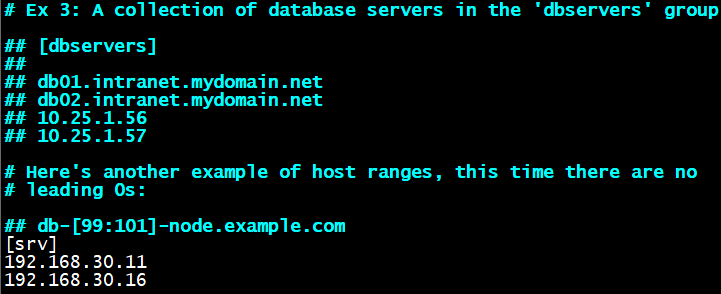 # Ex 3: A collection of database servers in the 'dbservers' group
## [dbservers]
##
## db01.intranet.mydomain.net
## db02.intranet.mydomain.net
## 10.25.1.56
## 10.25.1.57
# Here's another example of host ranges, this time there are no
# leading 0s:
## db-[99:101]-node.example.com
[srv]
192.168.30.11
192.168.30.16